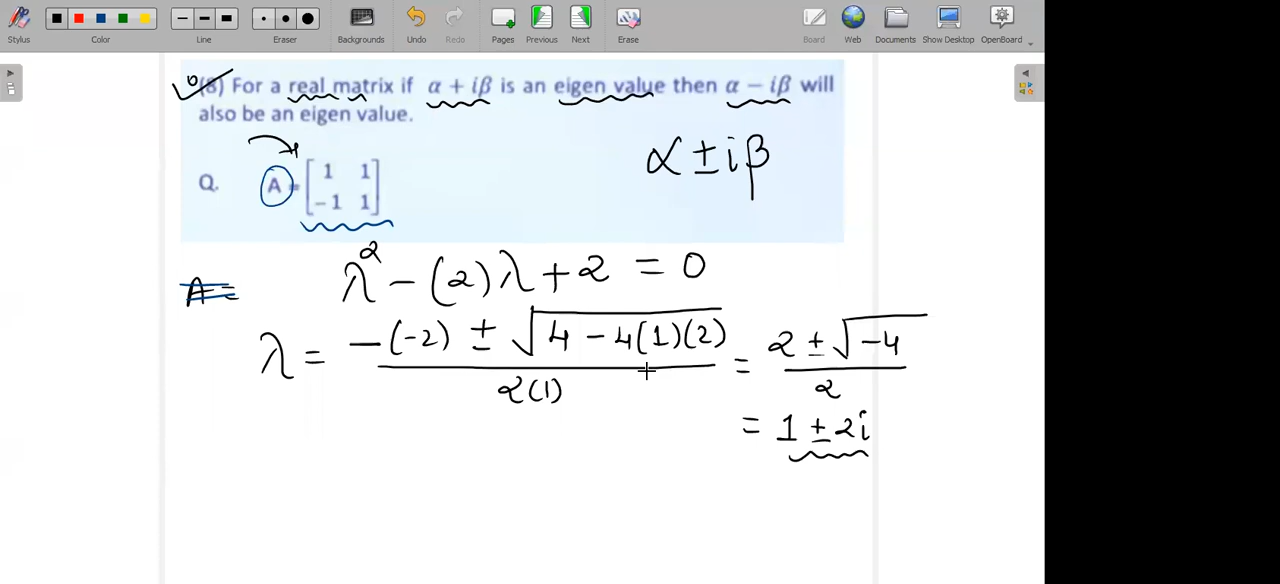 Stylus Color Line Eraser Backgrounds Undo Redo Pages Previous Next Erase Board Web Documents Show Desktop OpenBoard
(8) For a real matrix if α + iβ is an eigen value then α − iβ will
also be an eigen value.
α ± iβ
Q. A = [1 1
−1 1]
λ² − (2)λ + 2 = 0
A =
λ = (−(−2) ± √(4 − 4(1)(2))) / 2(1) = (2 ± √−4) / 2
= 1 ± 2i